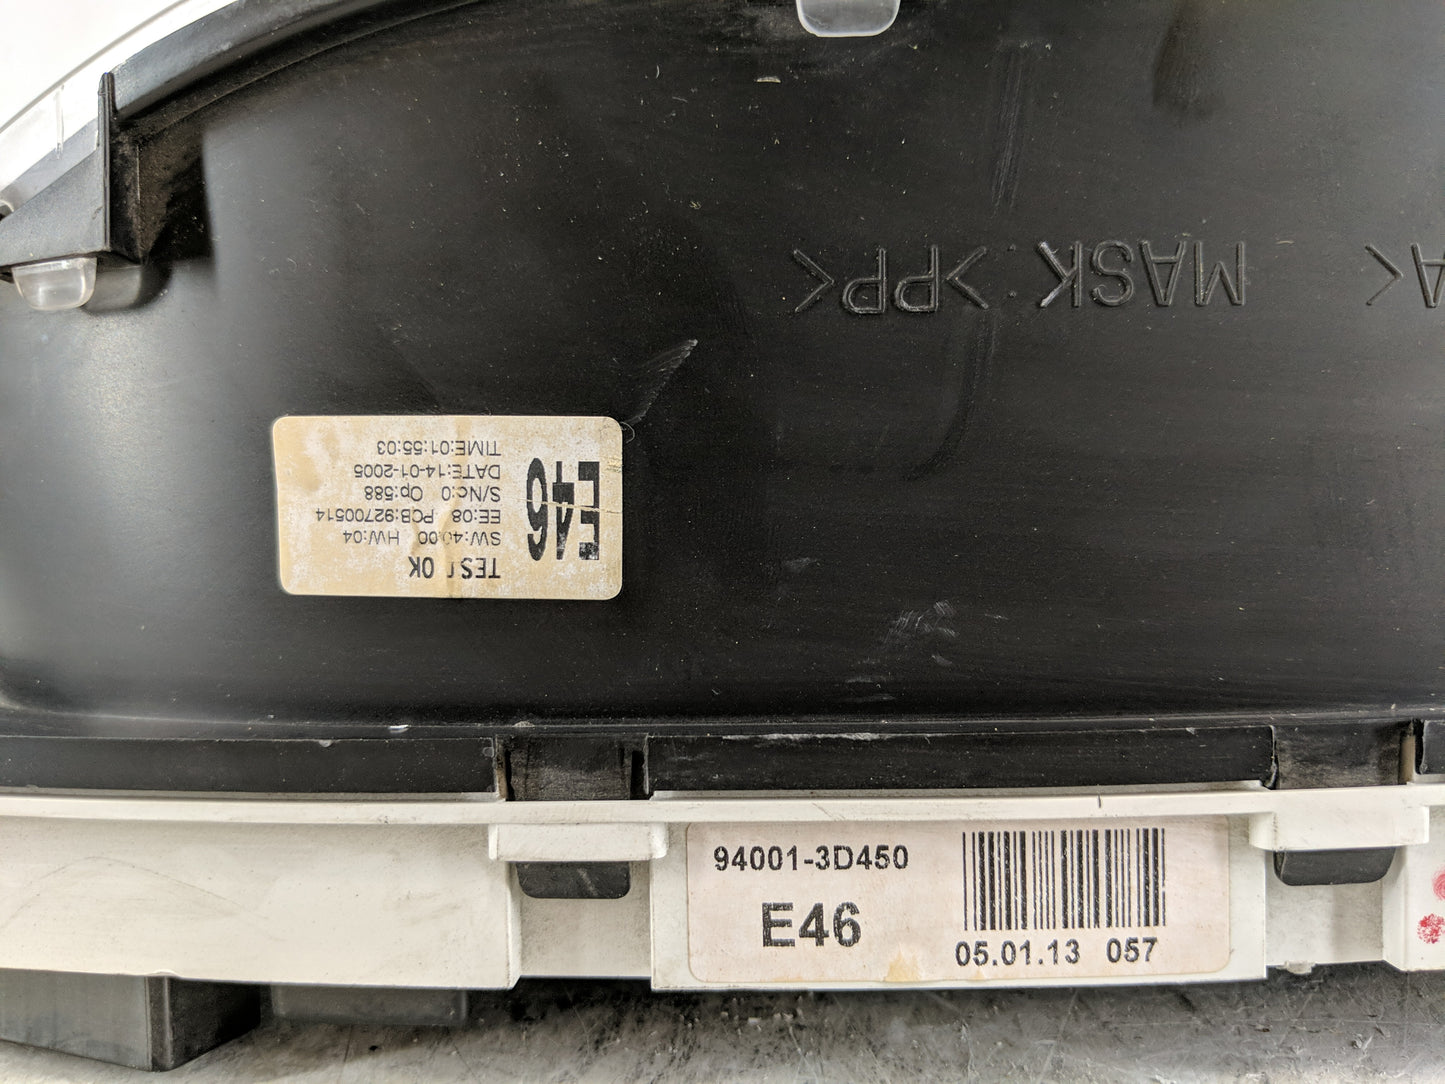 MASK : >PP<
E46
TEST OK
SW:40.00 HW:04
EE:08 PCB:92700514
S/No:0 Op:588
DATE:14-01-2005
TIME:01:55:03
94001-3D450
E46
05.01.13 057